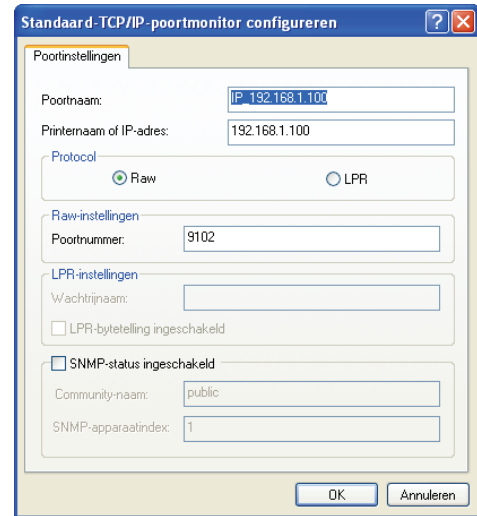 Standaard-TCP/IP-poortmonitor configureren
Poortinstellingen
Poortnaam: IP_192.168.1.100
Printernaam of IP-adres: 192.168.1.100
Protocol
Raw LPR
Raw-instellingen
Poortnummer: 9102
LPR-instellingen
Wachtrijnaam:
LPR-bytetelling ingeschakeld
SNMP-status ingeschakeld
Community-naam: public
SNMP-apparaatindex: 1
OK Annuleren